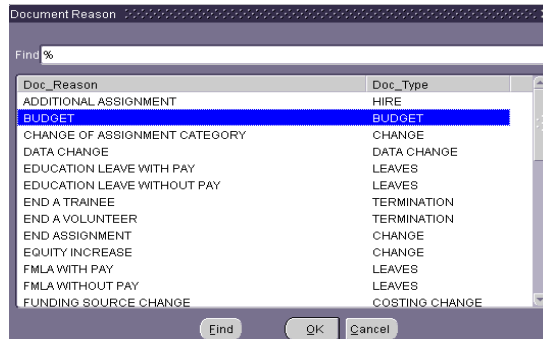 Document Reason
Find %
Doc_Reason Doc_Type
ADDITIONAL ASSIGNMENT HIRE
BUDGET BUDGET
CHANGE OF ASSIGNMENT CATEGORY CHANGE
DATA CHANGE DATA CHANGE
EDUCATION LEAVE WITH PAY LEAVES
EDUCATION LEAVE WITHOUT PAY LEAVES
END A TRAINEE TERMINATION
END A VOLUNTEER TERMINATION
END ASSIGNMENT CHANGE
EQUITY INCREASE CHANGE
FMLA WITH PAY LEAVES
FMLA WITHOUT PAY LEAVES
FUNDING SOURCE CHANGE COSTING CHANGE
Find OK Cancel